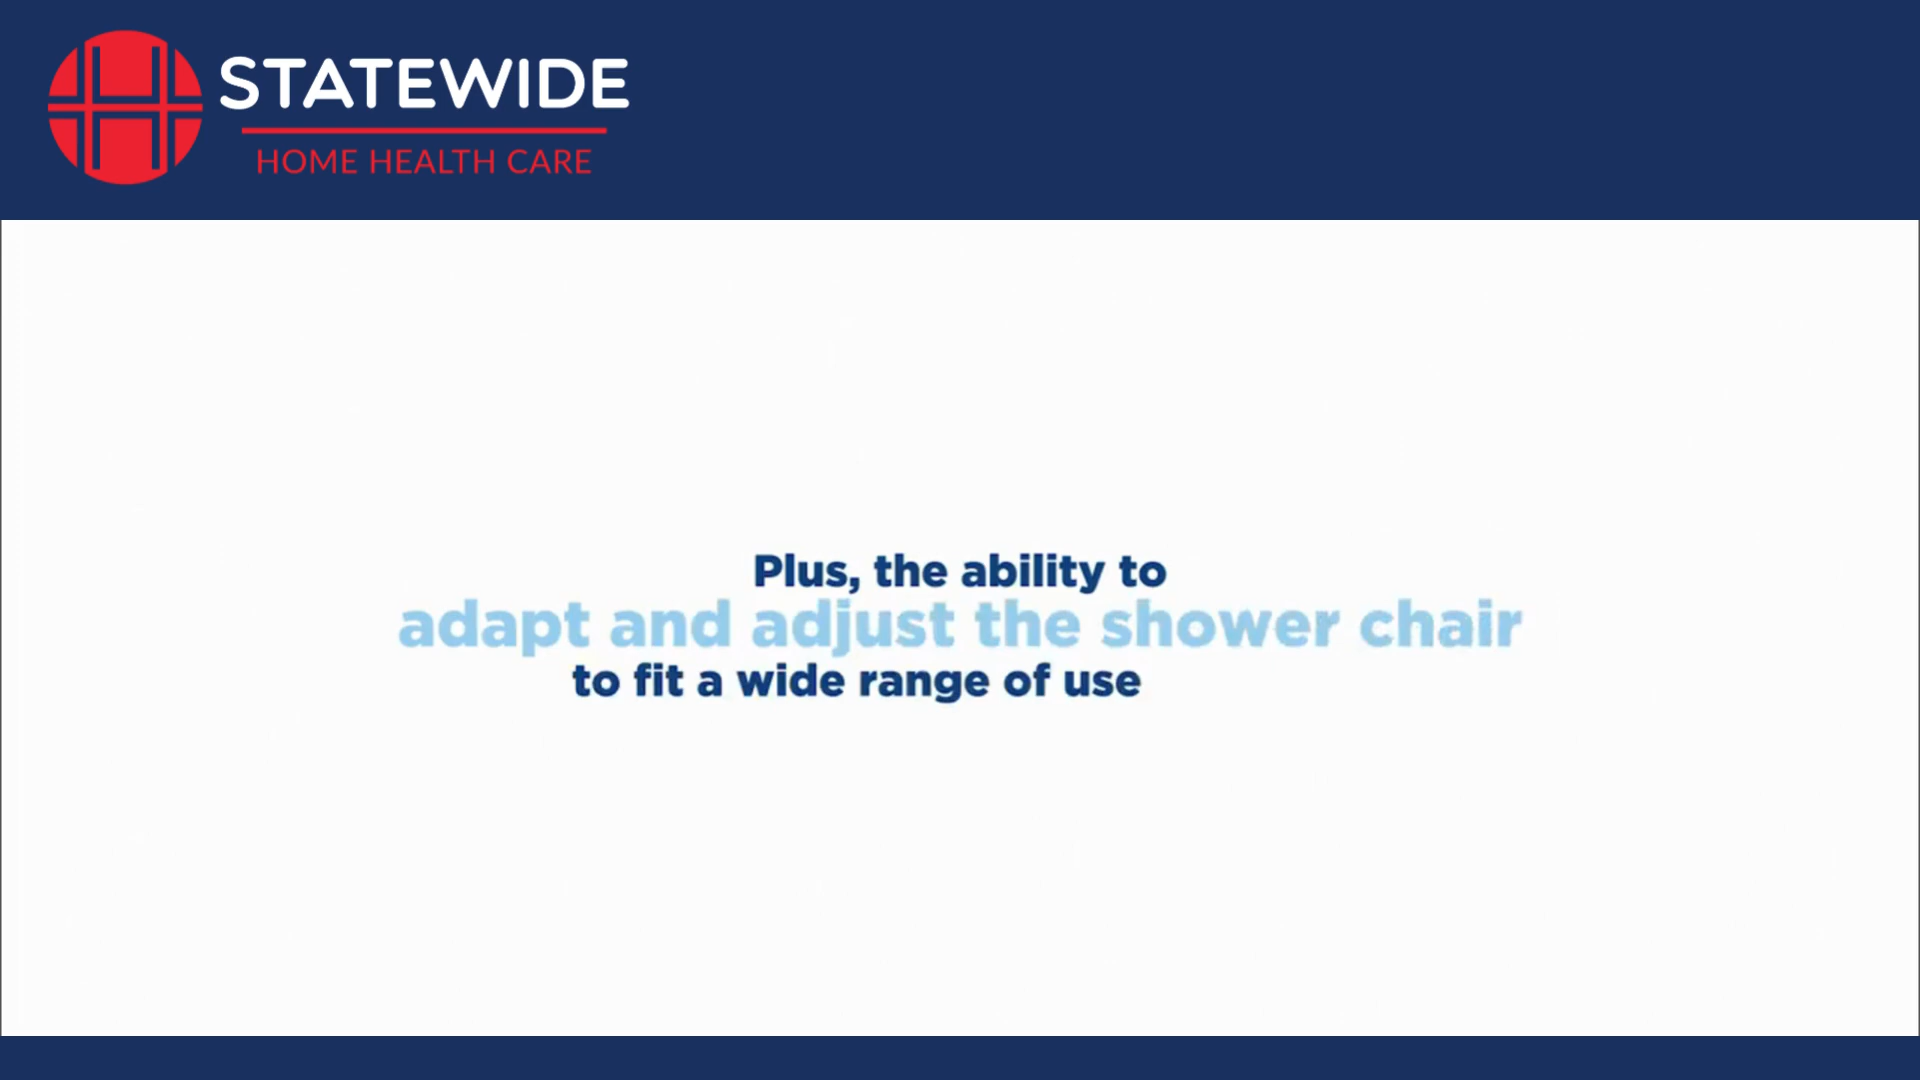 STATEWIDE
HOME HEALTH CARE
Plus, the ability to
adapt and adjust the shower chair
to fit a wide range of use